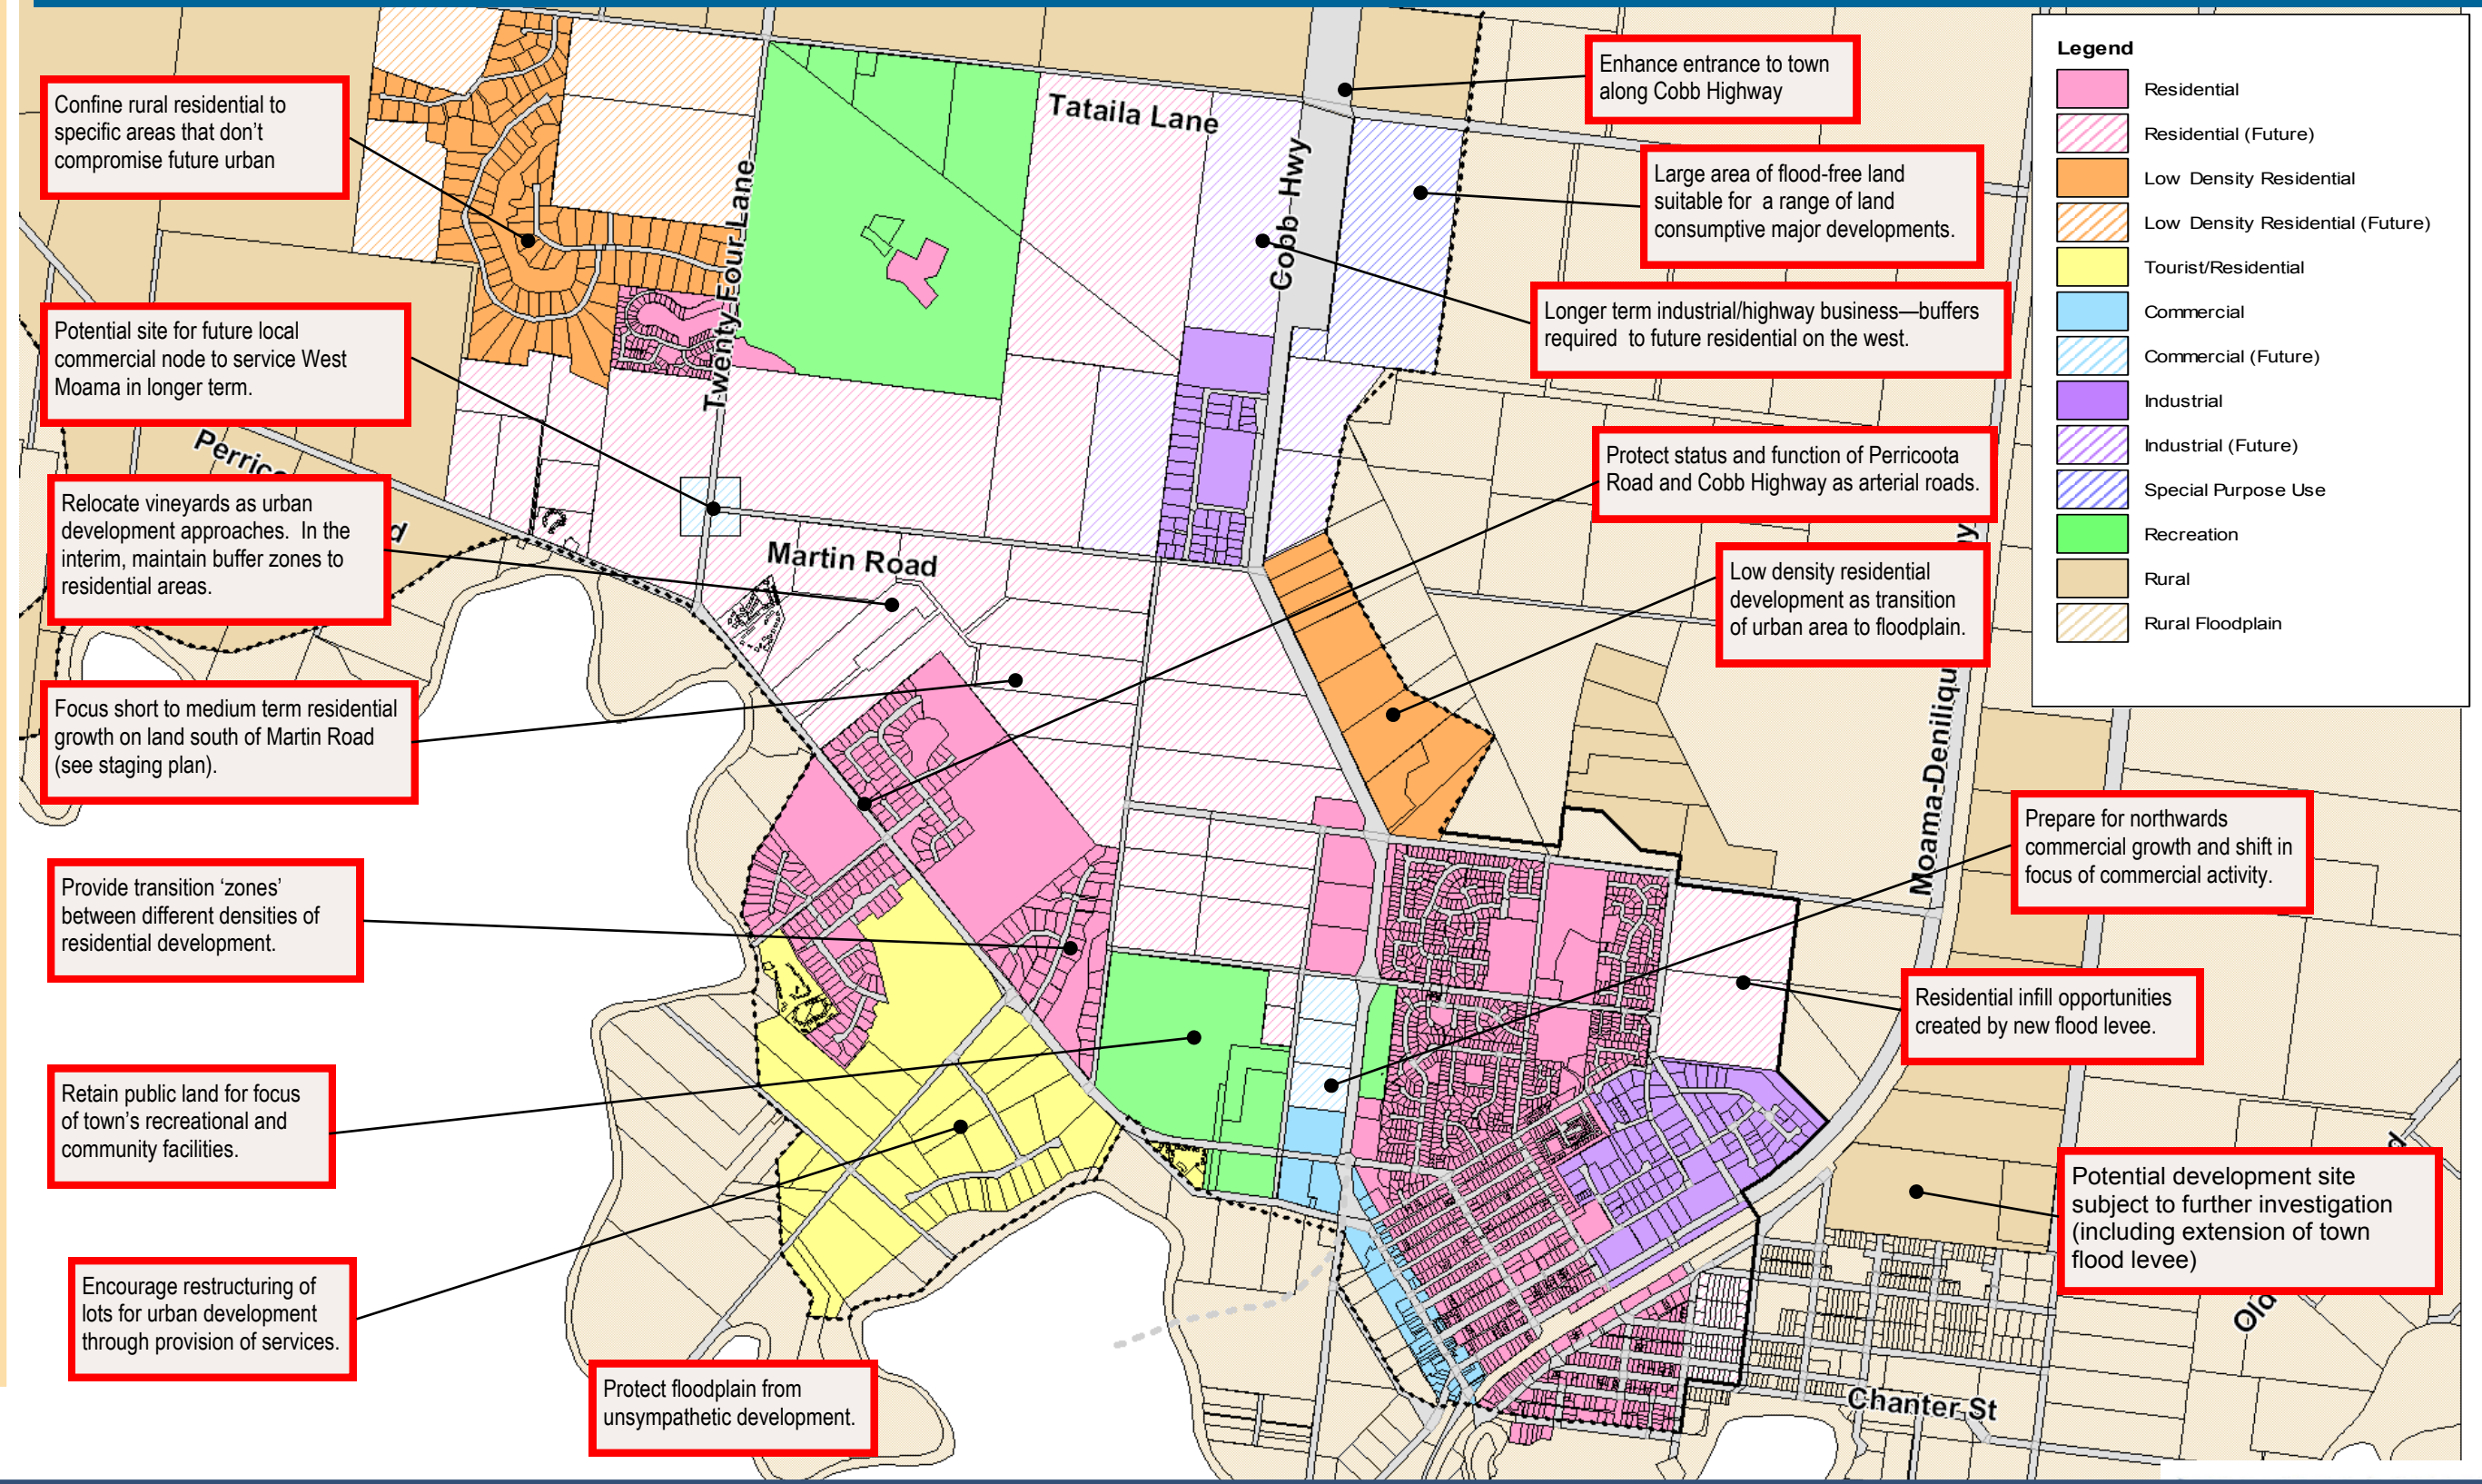 Confine rural residential to
specific areas that don't
compromise future urban
Potential site for future local
commercial node to service West
Moama in longer term.
Relocate vineyards as urban
development approaches. In the
interim, maintain buffer zones to
residential areas.
Focus short to medium term residential
growth on land south of Martin Road
(see staging plan).
Provide transition ‘zones’
between different densities of
residential development.
Retain public land for focus
of town’s recreational and
community facilities.
Encourage restructuring of
lots for urban development
through provision of services.
Protect floodplain from
unsympathetic development.
Tataila Lane
Twenty Four Lane
Cobb Hwy
Martin Road
Chanter St
Old
Enhance entrance to town
along Cobb Highway
Large area of flood-free land
suitable for a range of land
consumptive major developments.
Longer term industrial/highway business—buffers
required to future residential on the west.
Protect status and function of Perricoota
Road and Cobb Highway as arterial roads.
Low density residential
development as transition
of urban area to floodplain.
Prepare for northwards
commercial growth and shift in
focus of commercial activity.
Residential infill opportunities
created by new flood levee.
Potential development site
subject to further investigation
(including extension of town
flood levee)
Legend
Residential
Residential (Future)
Low Density Residential
Low Density Residential (Future)
Tourist/Residential
Commercial
Commercial (Future)
Industrial
Industrial (Future)
Special Purpose Use
Recreation
Rural
Rural Floodplain